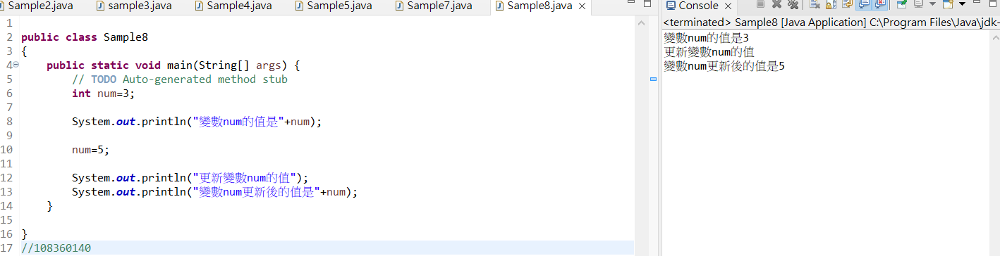 Sample2.java sample3.java Sample4.java Sample5.java Sample7.java Sample8.java
1
2 public class Sample8
3 {
4 public static void main(String[] args) {
5 // TODO Auto-generated method stub
6 int num=3;
7
8 System.out.println("變數num的值是"+num);
9
10 num=5;
11
12 System.out.println("更新變數num的值");
13 System.out.println("變數num更新後的值是"+num);
14 }
15
16 }
17 //108360140
Console
<terminated> Sample8 [Java Application] C:\Program Files\Java\jdk-
變數num的值是3
更新變數num的值
變數num更新後的值是5